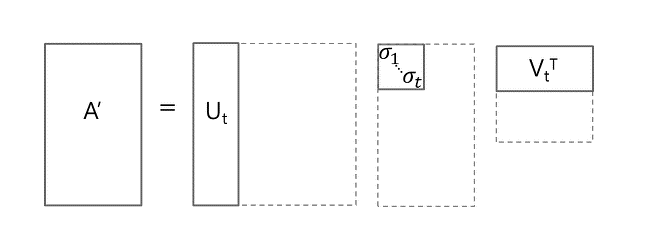 A′ = Uₜ σ₁ ⋱ σₜ Vₜᵀ